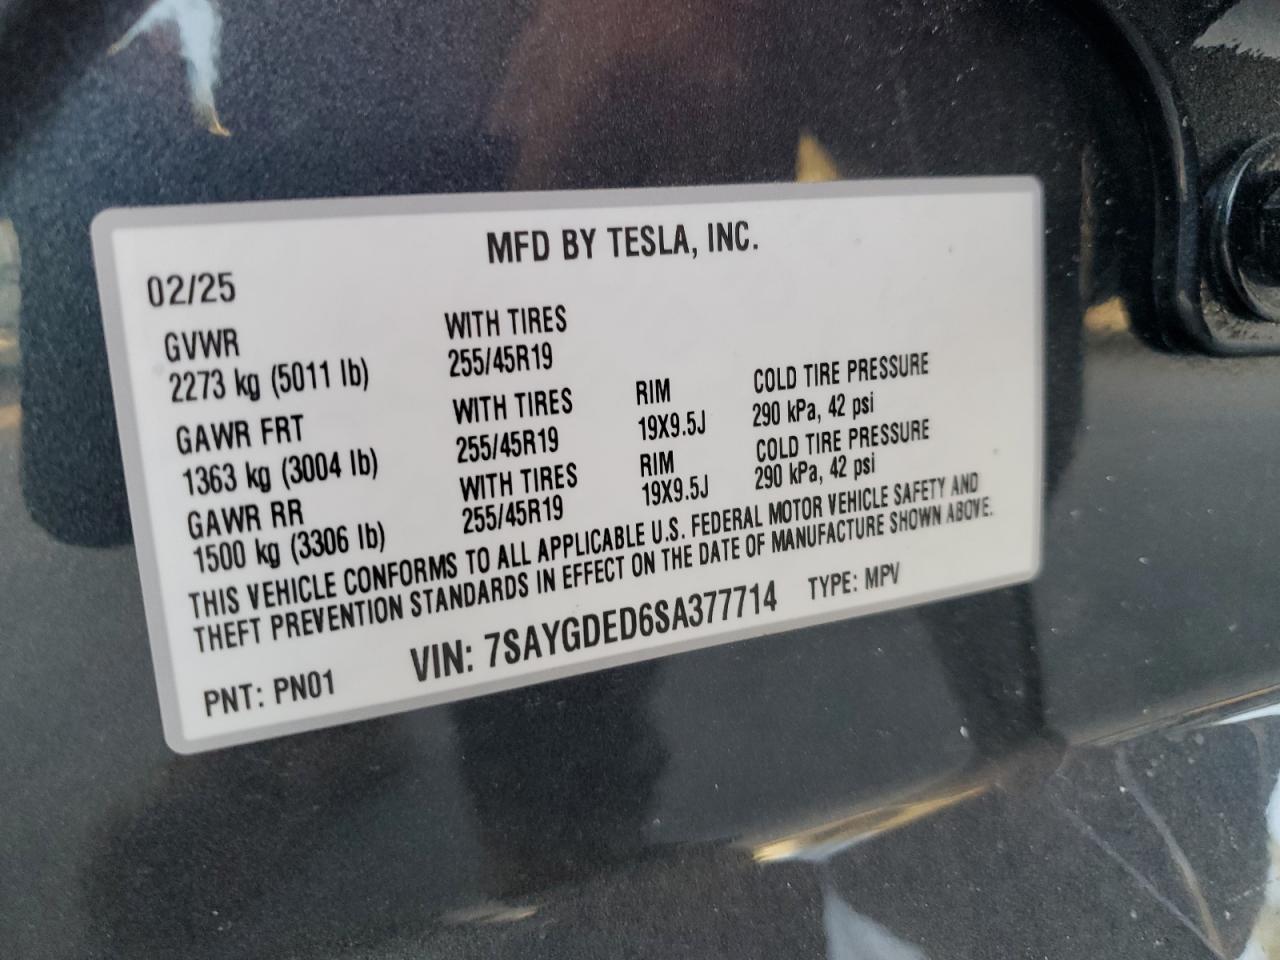 MFD BY TESLA, INC.
02/25
GVWR WITH TIRES
2273 kg (5011 lb) 255/45R19
GAWR FRT WITH TIRES RIM COLD TIRE PRESSURE
1363 kg (3004 lb) 255/45R19 19X9.5J 290 kPa, 42 psi
GAWR RR WITH TIRES RIM COLD TIRE PRESSURE
1500 kg (3306 lb) 255/45R19 19X9.5J 290 kPa, 42 psi
THIS VEHICLE CONFORMS TO ALL APPLICABLE U.S. FEDERAL MOTOR VEHICLE SAFETY AND
THEFT PREVENTION STANDARDS IN EFFECT ON THE DATE OF MANUFACTURE SHOWN ABOVE.
PNT: PN01 VIN: 7SAYGDED6SA377714 TYPE: MPV